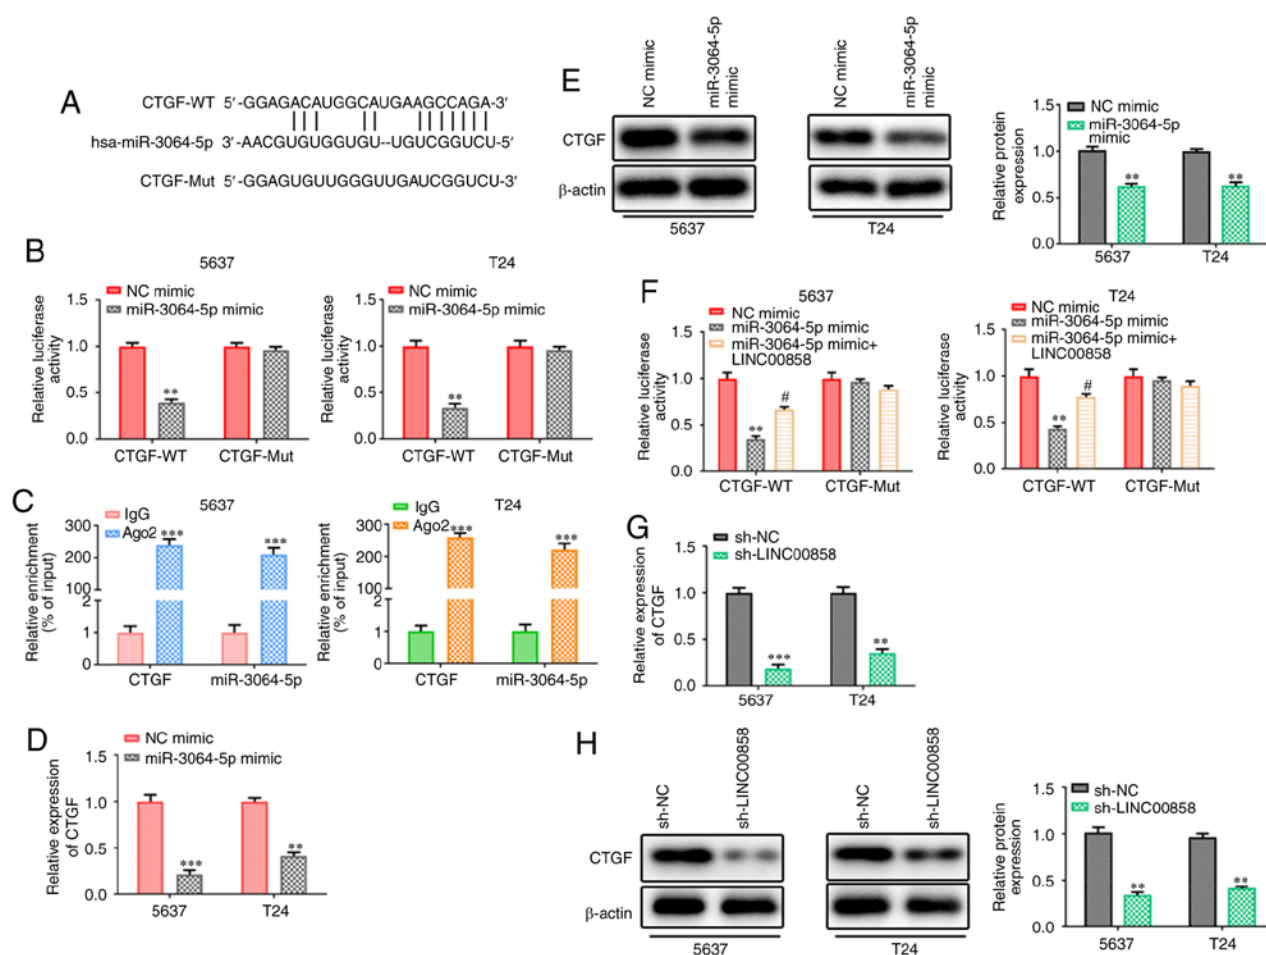 A
CTGF-WT 5′-GGAGACAUGGCAUGAAGCCAGA-3′
hsa-miR-3064-5p 3′-AACGUGUGGUGU--UGUCGGUCU-5′
CTGF-Mut 5′-GGAGUGUUGGGUUGAUCGGUCU-3′
B
5637
NC mimic
miR-3064-5p mimic
Relative luciferase
activity
1.5
1.0
0.5
0.0
**
CTGF-WT CTGF-Mut
T24
NC mimic
miR-3064-5p mimic
Relative luciferase
activity
1.5
1.0
0.5
0.0
**
CTGF-WT CTGF-Mut
C
5637
IgG
Ago2
Relative enrichment
(% of input)
300
200
100
2
1
0
*** ***
CTGF miR-3064-5p
T24
IgG
Ago2
Relative enrichment
(% of input)
300
200
100
2
1
0
*** ***
CTGF miR-3064-5p
D
NC mimic
miR-3064-5p mimic
Relative expression
of CTGF
1.5
1.0
0.5
0.0
*** **
5637 T24
E
NC mimic
miR-3064-5p
mimic
NC mimic
miR-3064-5p
mimic
CTGF
β-actin
5637 T24
NC mimic
miR-3064-5p
mimic
Relative protein
expression
1.5
1.0
0.5
0.0
** **
5637 T24
F
5637
NC mimic
miR-3064-5p mimic
miR-3064-5p mimic+
LINC00858
Relative luciferase
activity
1.5
1.0
0.5
0.0
** #
CTGF-WT CTGF-Mut
T24
NC mimic
miR-3064-5p mimic
miR-3064-5p mimic+
LINC00858
Relative luciferase
activity
1.5
1.0
0.5
0.0
** #
CTGF-WT CTGF-Mut
G
sh-NC
sh-LINC00858
Relative expression
of CTGF
1.5
1.0
0.5
0.0
*** **
5637 T24
H
sh-NC
sh-LINC00858
sh-NC
sh-LINC00858
CTGF
β-actin
5637 T24
sh-NC
sh-LINC00858
Relative protein
expression
1.5
1.0
0.5
0.0
** **
5637 T24